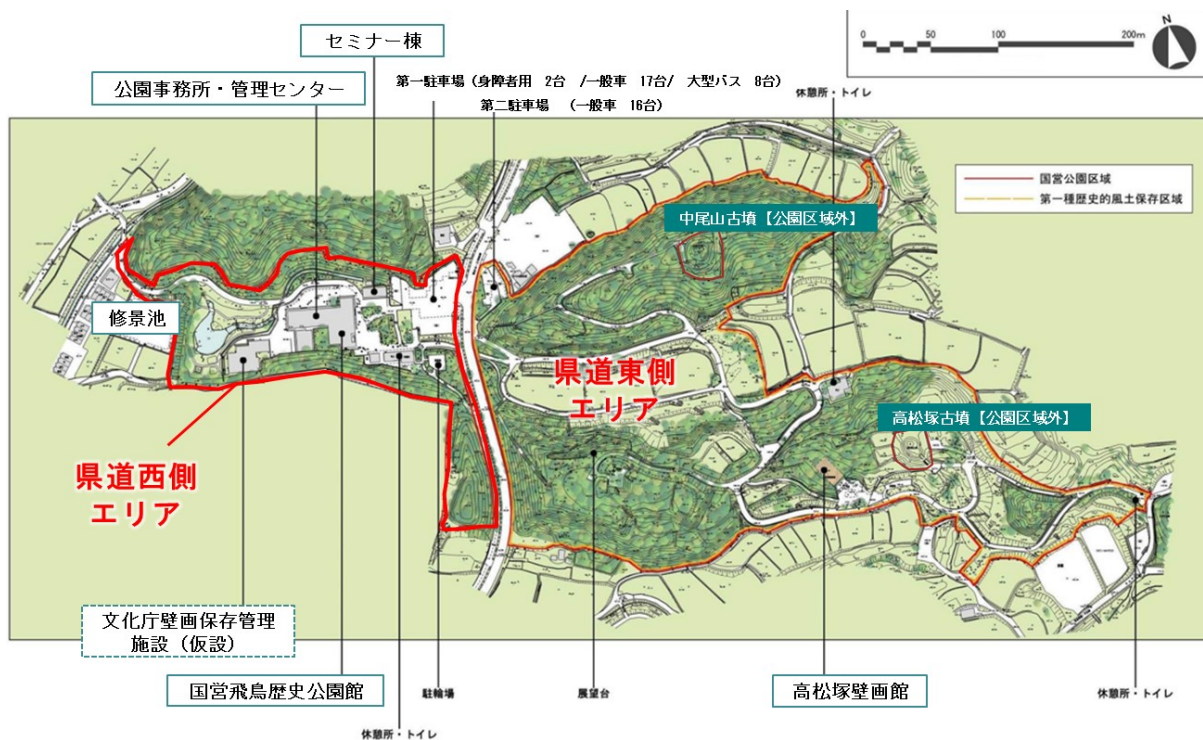 セミナー棟
公園事務所・管理センター
第一駐車場（身障者用 2台 /一般車 17台/ 大型バス 8台）
第二駐車場 （一般車 16台）
休憩所・トイレ
0 50 100 200m
N
国営公園区域
第一種歴史的風土保存区域
中尾山古墳【公園区域外】
修景池
県道東側
エリア
高松塚古墳【公園区域外】
県道西側
エリア
文化庁壁画保存管理
施設（仮設）
国営飛鳥歴史公園館
駐輪場
休憩所・トイレ
展望台
高松塚壁画館
休憩所・トイレ